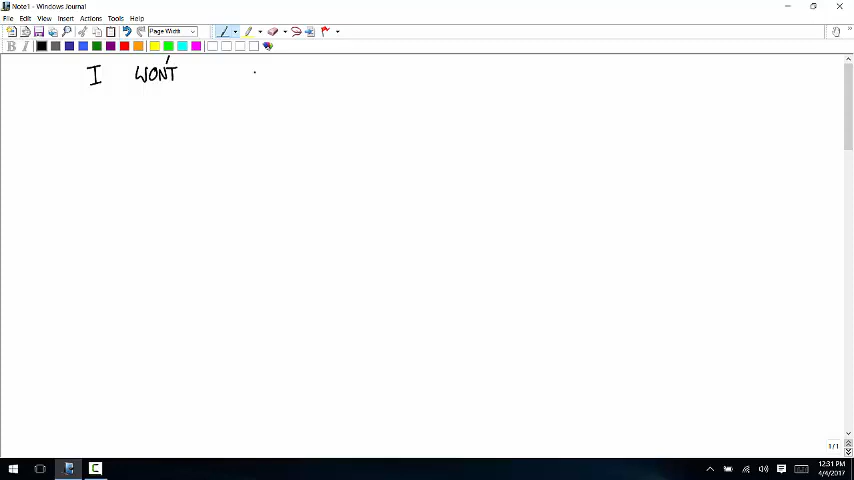 Note1 - Windows Journal
File Edit View Insert Actions Tools Help
Page Width
B I
I WON'T
1/1
12:31 PM
4/4/2017